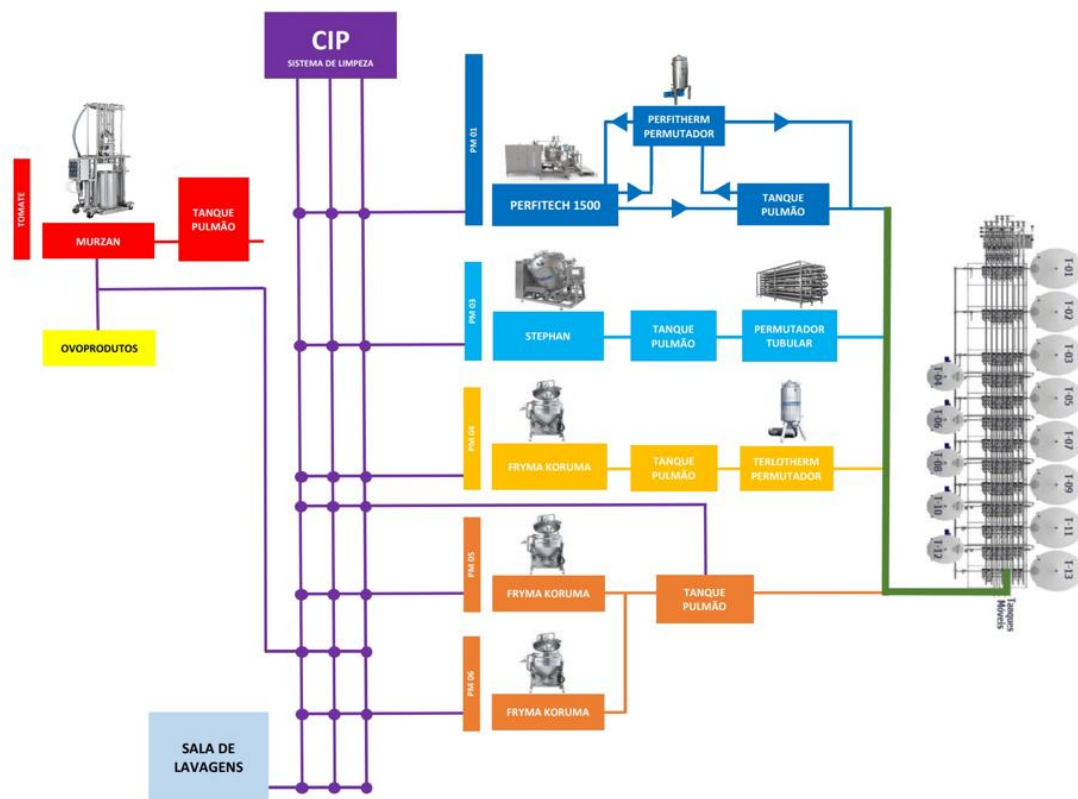 CIP
SISTEMA DE LIMPEZA
TOMATE
MURZAN
TANQUE
PULMÃO
OVOPRODUTOS
PM 01
PERFITECH 1500
PERFITHERM
PERMUTADOR
TANQUE
PULMÃO
PM 03
STEPHAN
TANQUE
PULMÃO
PERMUTADOR
TUBULAR
PM 04
FRYMA KORUMA
TANQUE
PULMÃO
TERLOTHERM
PERMUTADOR
PM 05
FRYMA KORUMA
TANQUE
PULMÃO
PM 06
FRYMA KORUMA
SALA DE
LAVAGENS
T-01
T-02
T-03
T-04
T-05
T-06
T-07
T-08
T-09
T-10
T-11
T-12
T-13
Tanques
Móveis